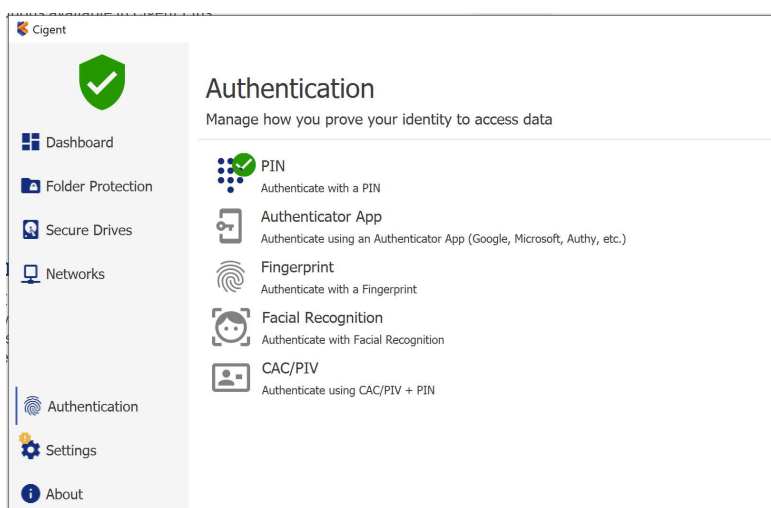 Cigent
Dashboard
Folder Protection
Secure Drives
Networks
Authentication
Settings
About
Authentication
Manage how you prove your identity to access data
PIN
Authenticate with a PIN
Authenticator App
Authenticate using an Authenticator App (Google, Microsoft, Authy, etc.)
Fingerprint
Authenticate with a Fingerprint
Facial Recognition
Authenticate with Facial Recognition
CAC/PIV
Authenticate using CAC/PIV + PIN